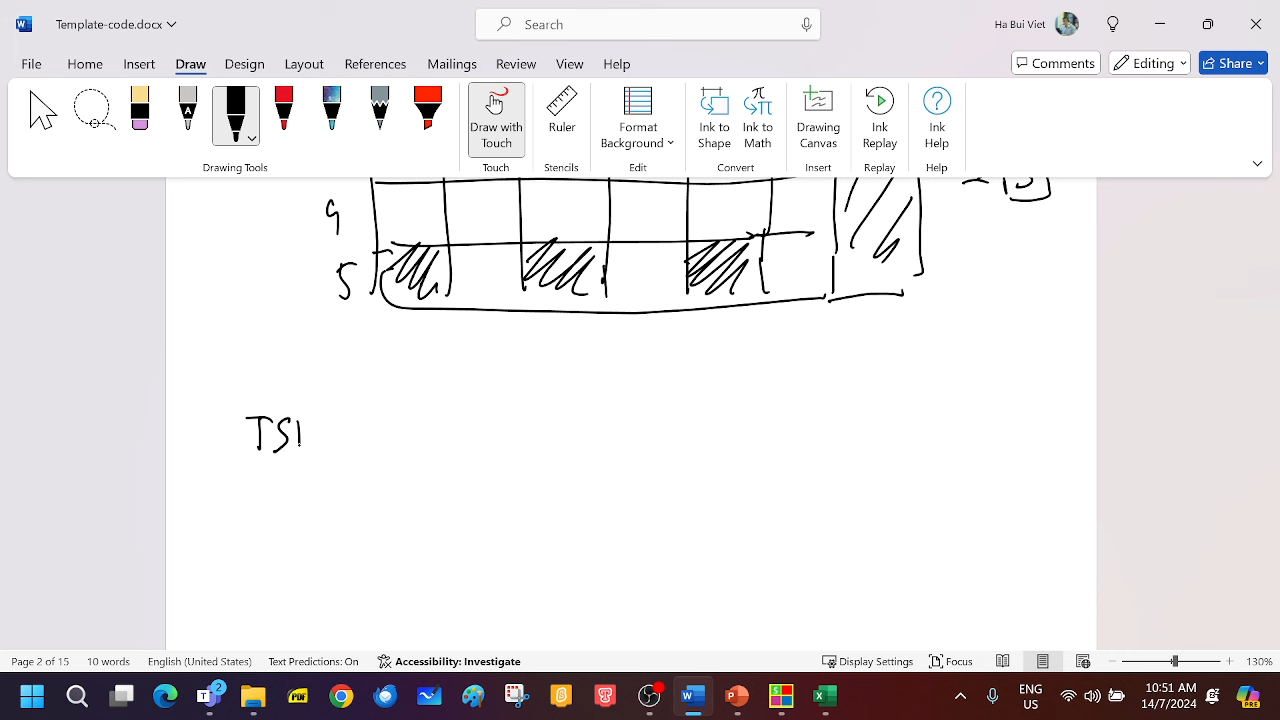 Template-code.docx
Search
Ha Bui Viet
File Home Insert Draw Design Layout References Mailings Review View Help
Comments Editing Share
Draw with Touch
Ruler
Format Background
Ink to Shape
Ink to Math
Drawing Canvas
Ink Replay
Ink Help
Drawing Tools Touch Stencils Edit Convert Insert Replay Help
5
TSI
Page 2 of 15 10 words English (United States) Text Predictions: On Accessibility: Investigate Display Settings Focus 130%
ENG US
10:51 AM
14/7/2024